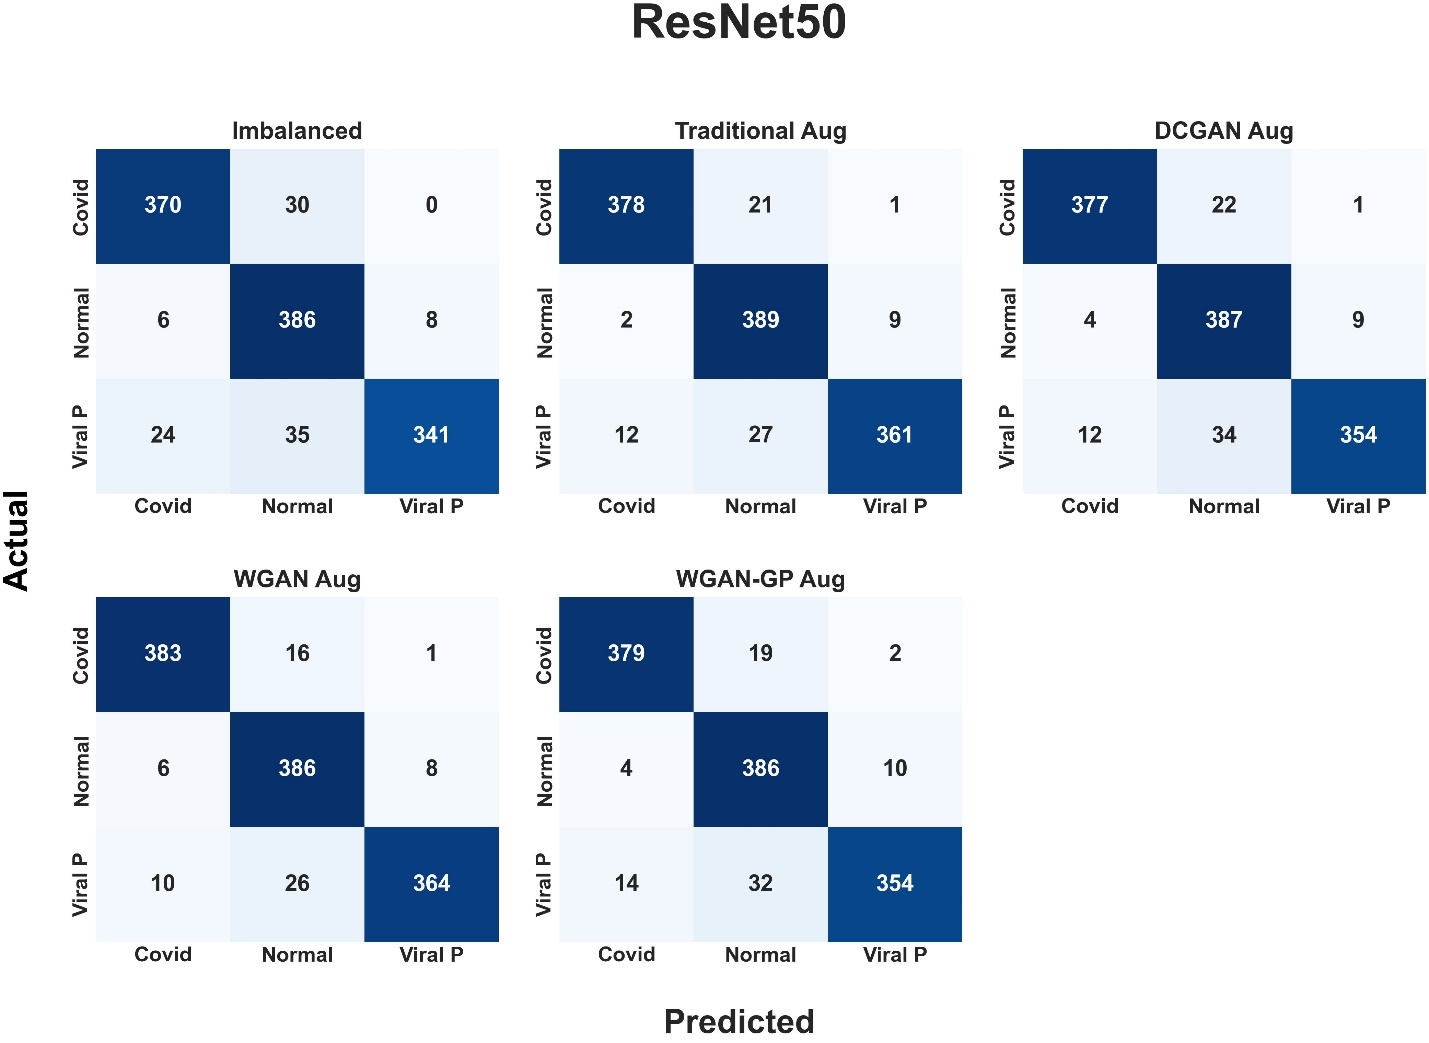 ResNet50
Imbalanced
Traditional Aug
DCGAN Aug
Covid
370 30 0
Normal
6 386 8
Viral P
24 35 341
Covid Normal Viral P
Covid
378 21 1
Normal
2 389 9
Viral P
12 27 361
Covid Normal Viral P
Covid
377 22 1
Normal
4 387 9
Viral P
12 34 354
Covid Normal Viral P
Actual
WGAN Aug
WGAN-GP Aug
Covid
383 16 1
Normal
6 386 8
Viral P
10 26 364
Covid Normal Viral P
Covid
379 19 2
Normal
4 386 10
Viral P
14 32 354
Covid Normal Viral P
Predicted